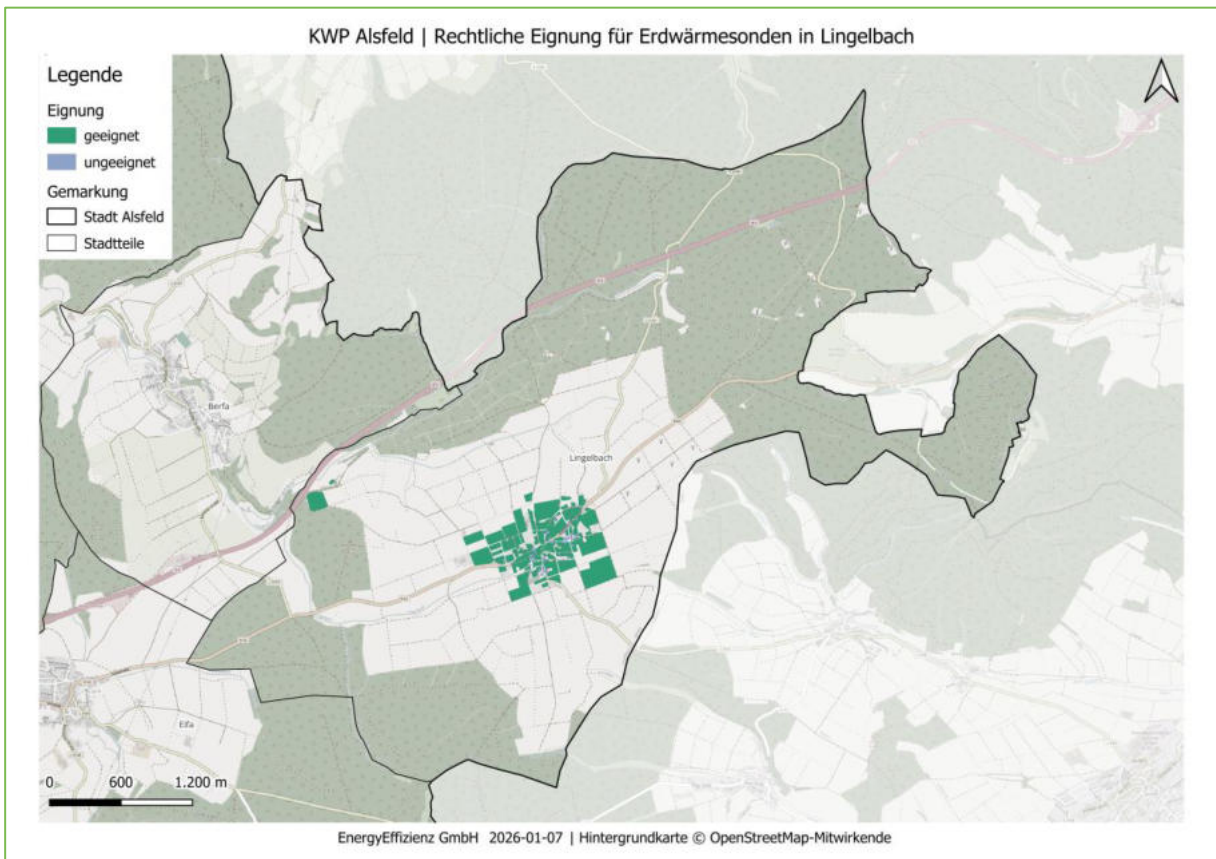 KWP Alsfeld | Rechtliche Eignung für Erdwärmesonden in Lingelbach
Legende
Eignung
geeignet
ungeeignet
Gemarkung
Stadt Alsfeld
Stadtteile
Berfa
Lingelbach
Eifa
0 600 1.200 m
EnergyEffizienz GmbH 2026-01-07 | Hintergrundkarte © OpenStreetMap-Mitwirkende